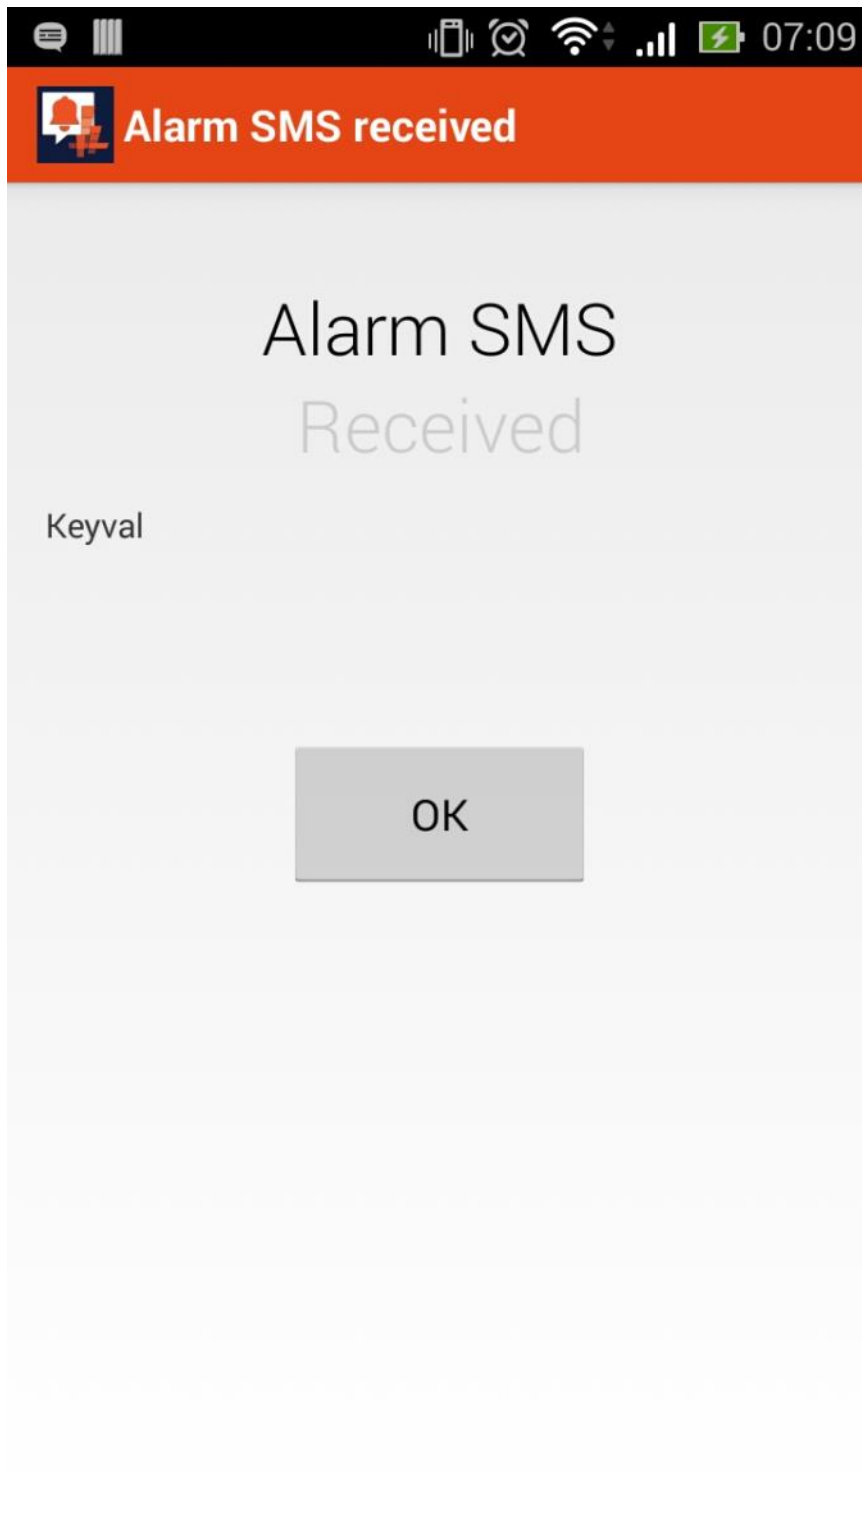 07:09
Alarm SMS received
Alarm SMS
Received
Keyval
OK